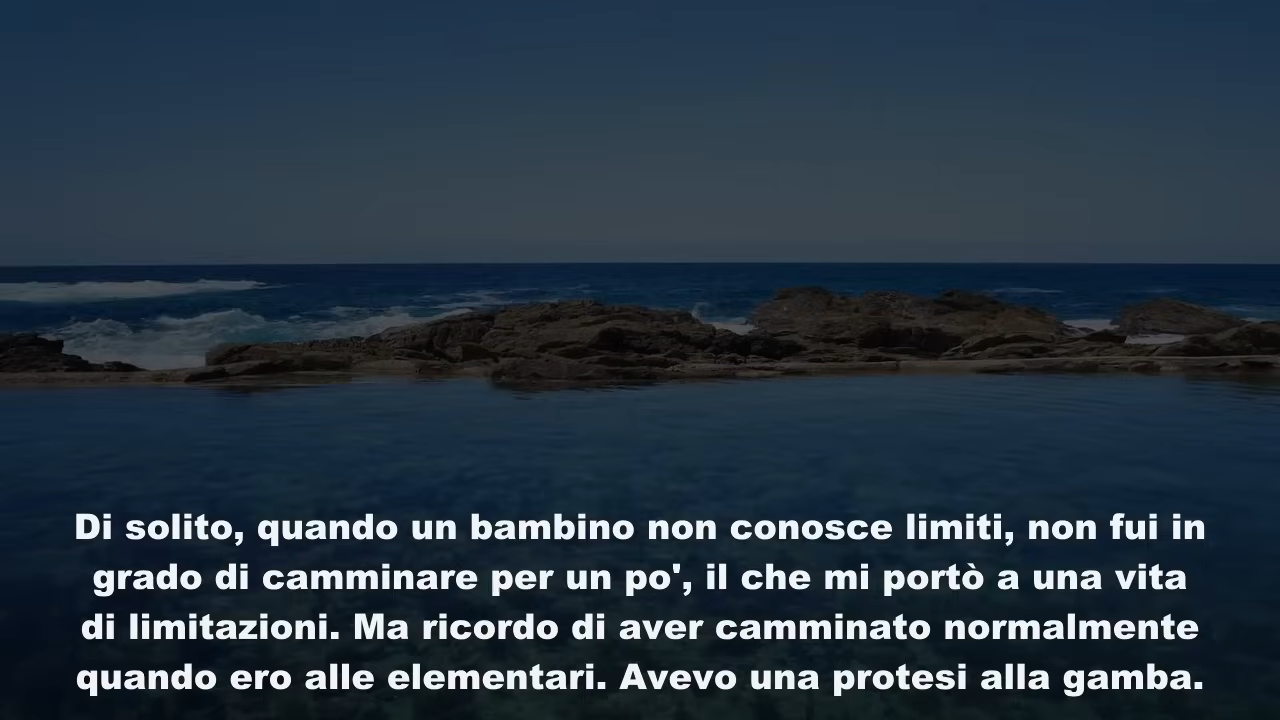 Di solito, quando un bambino non conosce limiti, non fui in
grado di camminare per un po', il che mi portò a una vita
di limitazioni. Ma ricordo di aver camminato normalmente
quando ero alle elementari. Avevo una protesi alla gamba.